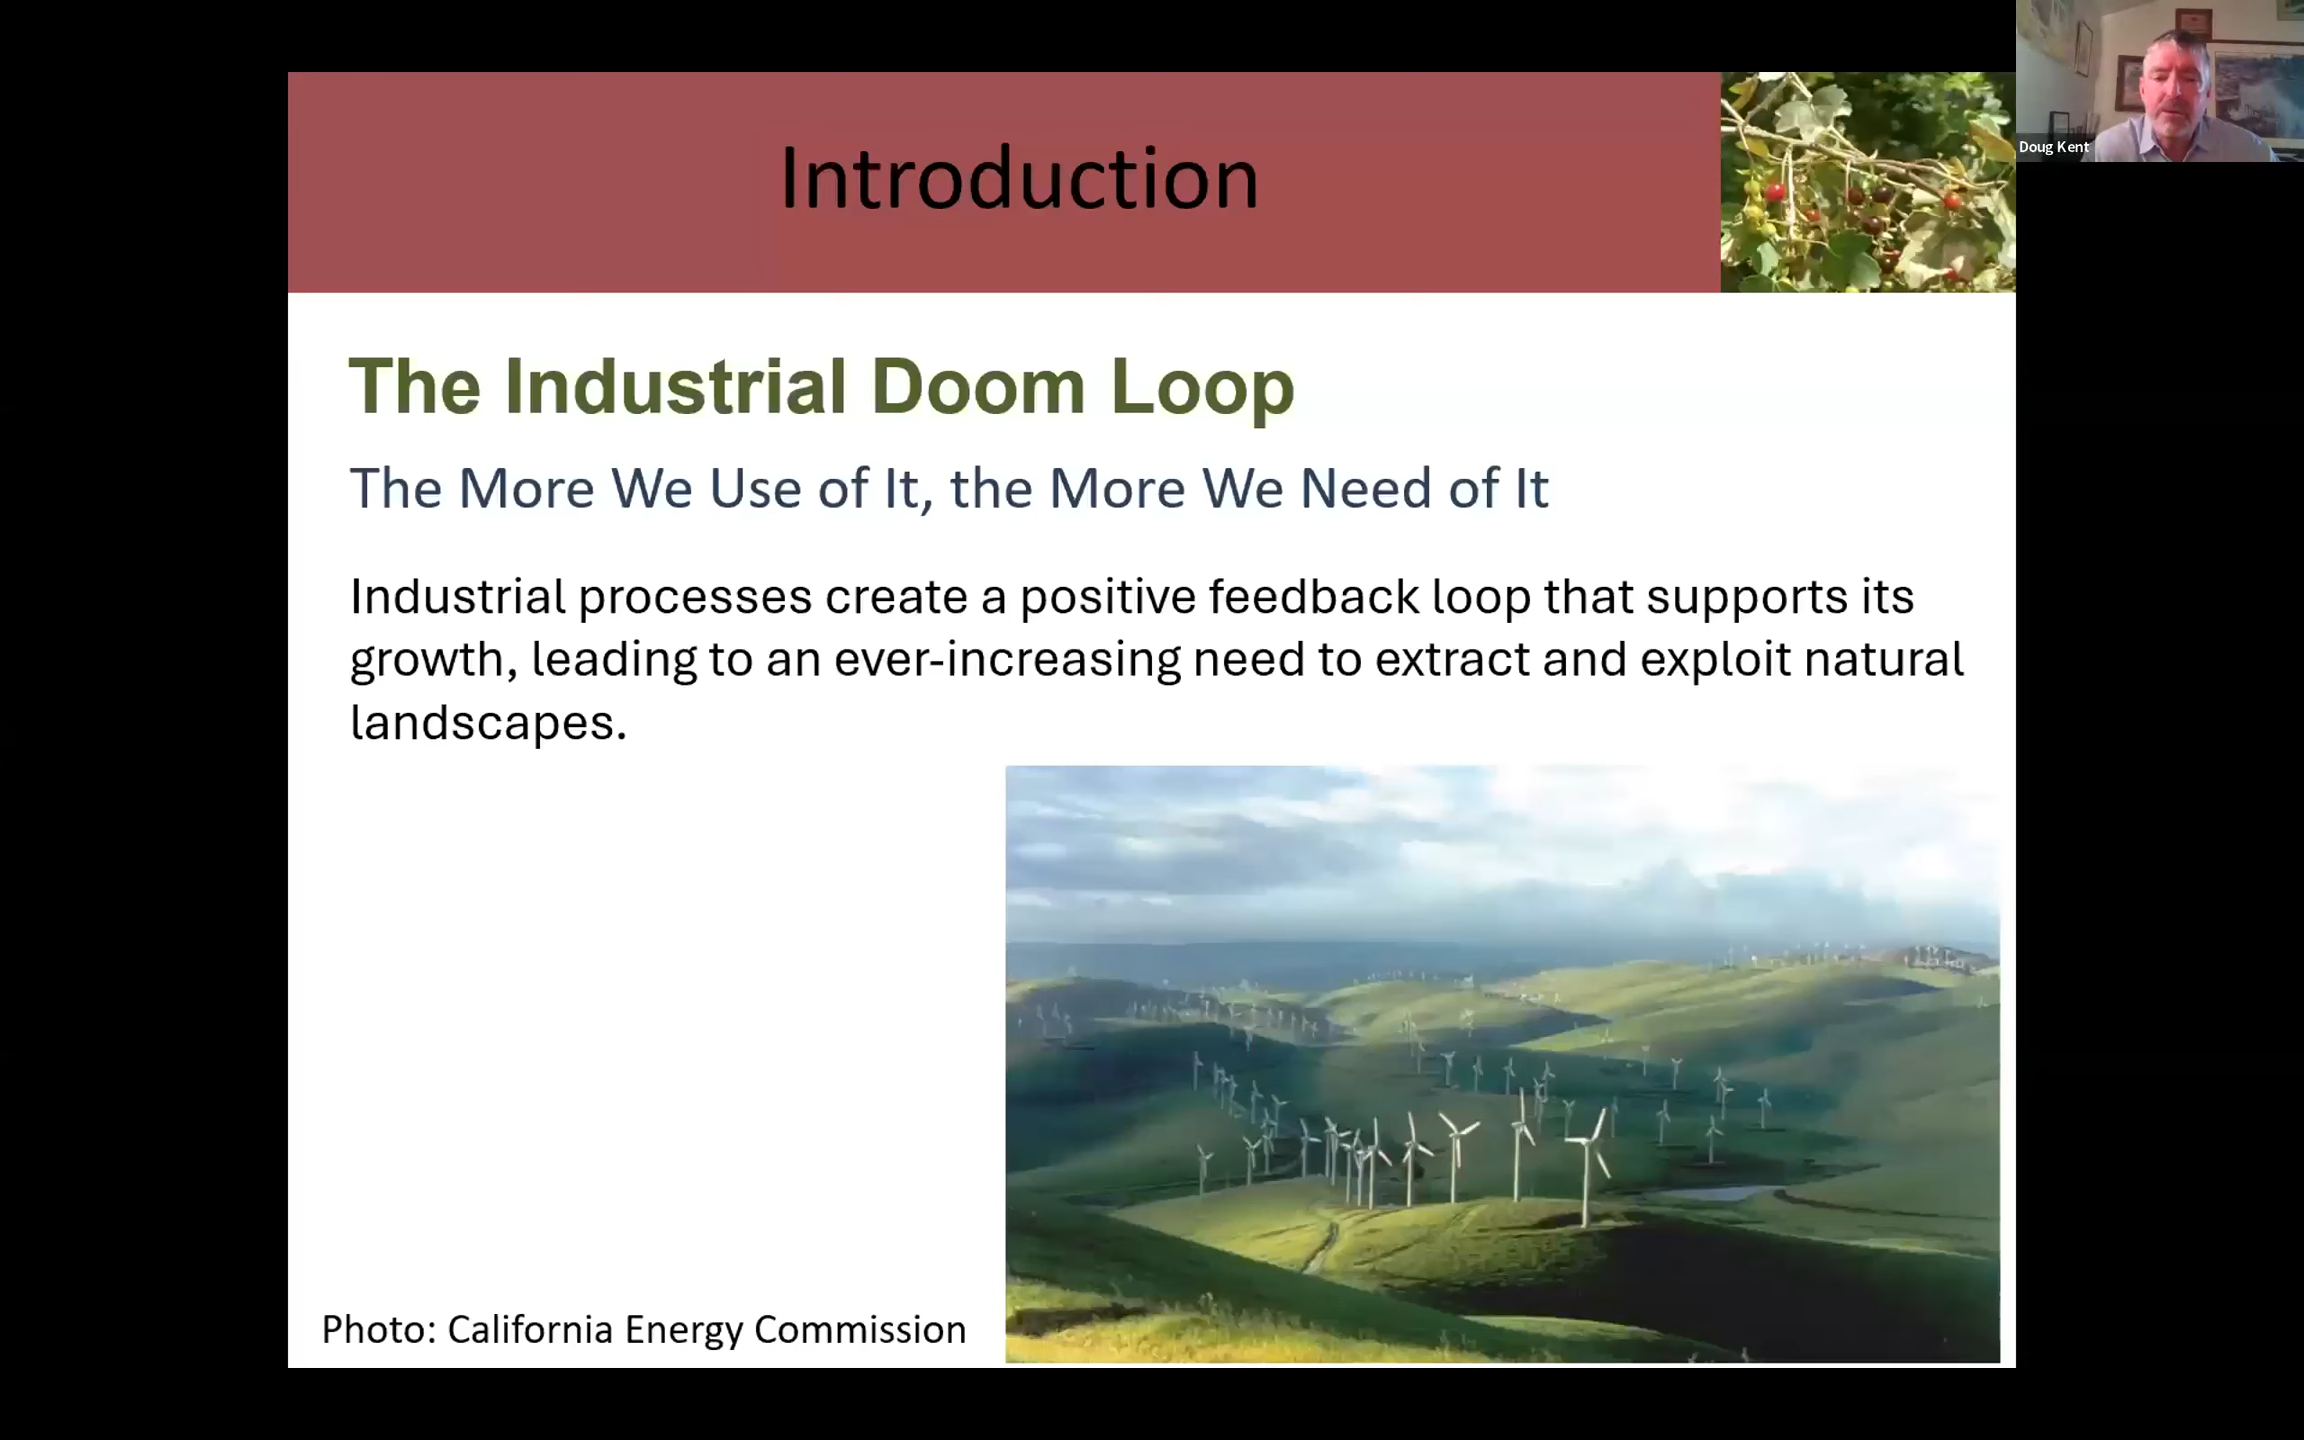 Introduction
Doug Kent
The Industrial Doom Loop
The More We Use of It, the More We Need of It
Industrial processes create a positive feedback loop that supports its
growth, leading to an ever-increasing need to extract and exploit natural
landscapes.
Photo: California Energy Commission